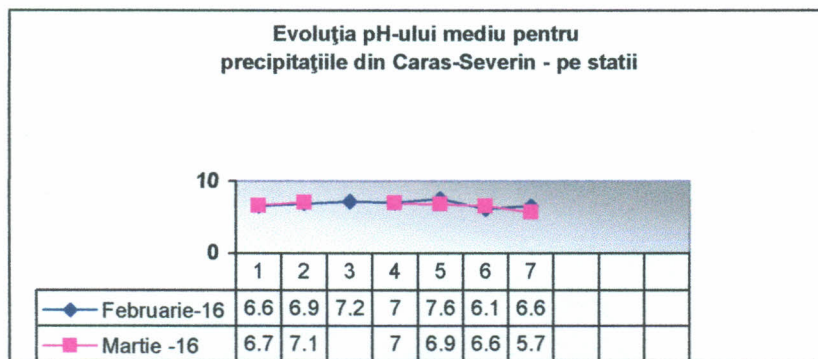 Evoluţia pH-ului mediu pentru
precipitaţiile din Caras-Severin - pe statii
10
0
1 2 3 4 5 6 7
Februarie-16 6.6 6.9 7.2 7 7.6 6.1 6.6
Martie -16 6.7 7.1 7 6.9 6.6 5.7